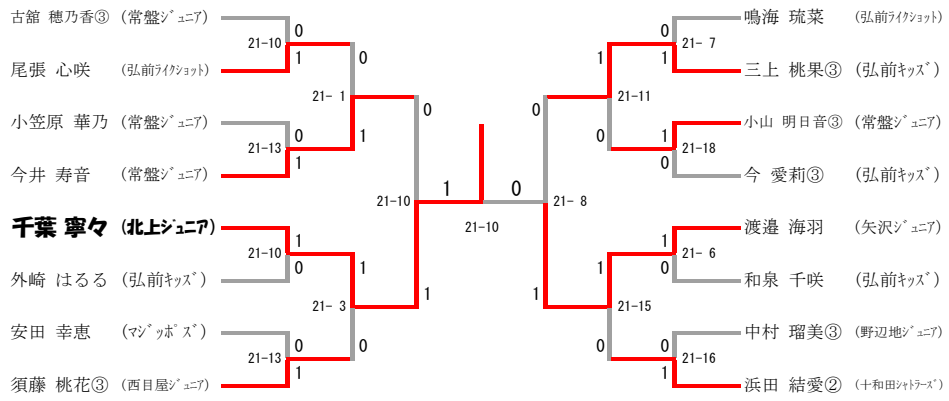 古舘 穂乃香③ (常盤ジュニア)
0
21-10
1
尾張 心咲 (弘前ライクショット)
0
21- 1
1
小笠原 華乃 (常盤ジュニア)
0
21-13
1
今井 寿音 (常盤ジュニア)
0
21-10
1
千葉 寧々 (北上ジュニア)
1
21-10
0
外崎 はるる (弘前キッズ)
1
21- 3
0
安田 幸恵 (マジッポズ)
0
21-13
1
須藤 桃花③ (西目屋ジュニア)
1
0
21-10
鳴海 琉菜 (弘前ライクショット)
0
21- 7
1
三上 桃果③ (弘前キッズ)
1
21-11
0
小山 明日音③ (常盤ジュニア)
1
21-18
0
今 愛莉③ (弘前キッズ)
0
21- 8
1
渡邉 海羽 (矢沢ジュニア)
1
21- 6
0
和泉 千咲 (弘前キッズ)
1
21-15
0
中村 瑠美③ (野辺地ジュニア)
0
21-16
1
浜田 結愛② (十和田シャトラーズ)